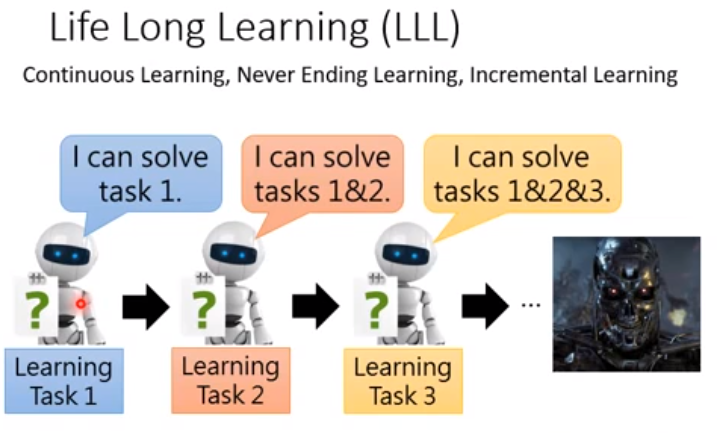 Life Long Learning (LLL)
Continuous Learning, Never Ending Learning, Incremental Learning
I can solve
task 1.
I can solve
tasks 1&2.
I can solve
tasks 1&2&3.
?
?
?
...
Learning
Task 1
Learning
Task 2
Learning
Task 3